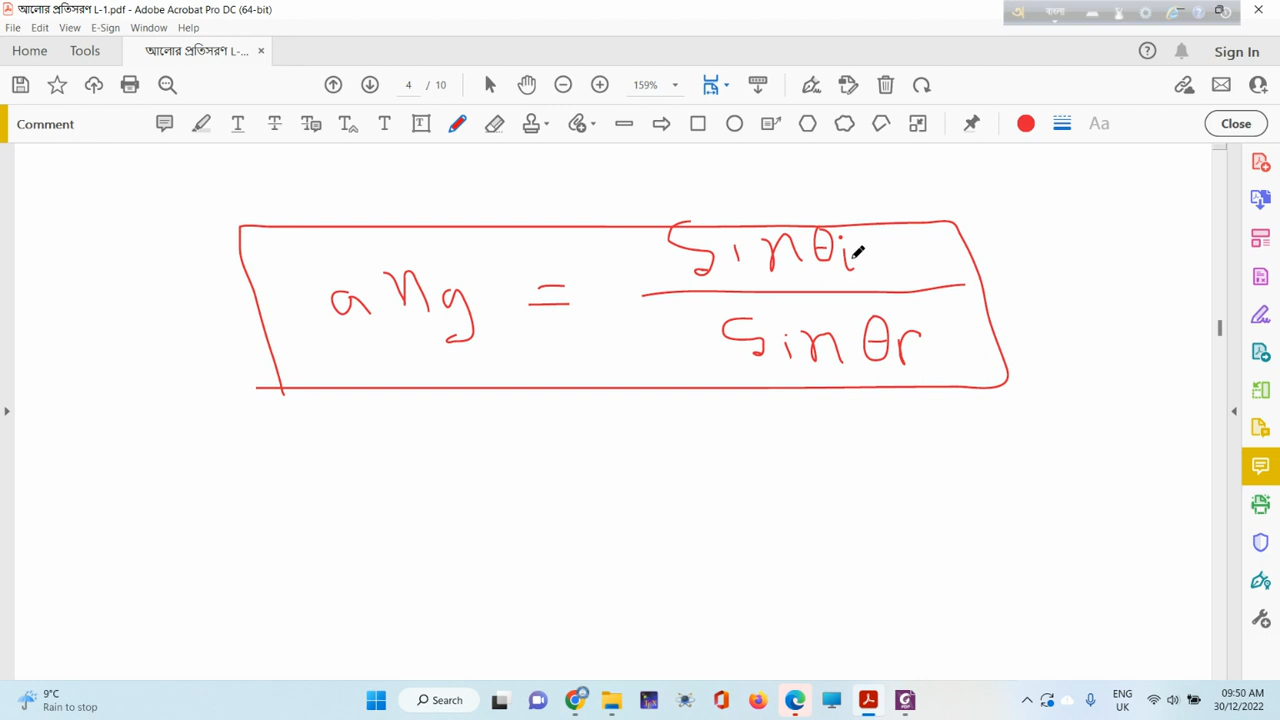 আলোর প্রতিসরণ L-1.pdf - Adobe Acrobat Pro DC (64-bit)
বাংলা
File Edit View E-Sign Window Help
Home Tools আলোর প্রতিসরণ L-... × Sign In
4 / 10 159%
Comment T T T T Aa Close
sinθi
ang =
sinθr
9°C
Rain to stop
Search
ENG
UK
09:50 AM
30/12/2022